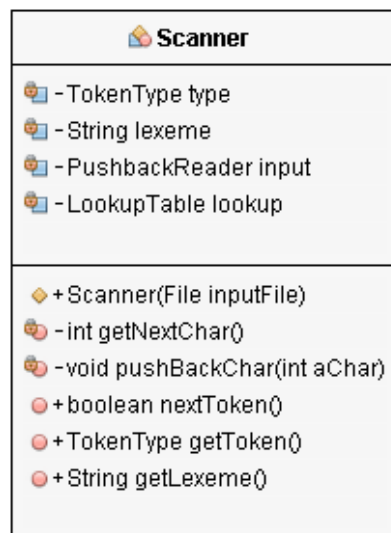 Scanner
- TokenType type
- String lexeme
- PushbackReader input
- LookupTable lookup
+ Scanner(File inputFile)
- int getNextChar()
- void pushBackChar(int aChar)
+ boolean nextToken()
+ TokenType getToken()
+ String getLexeme()